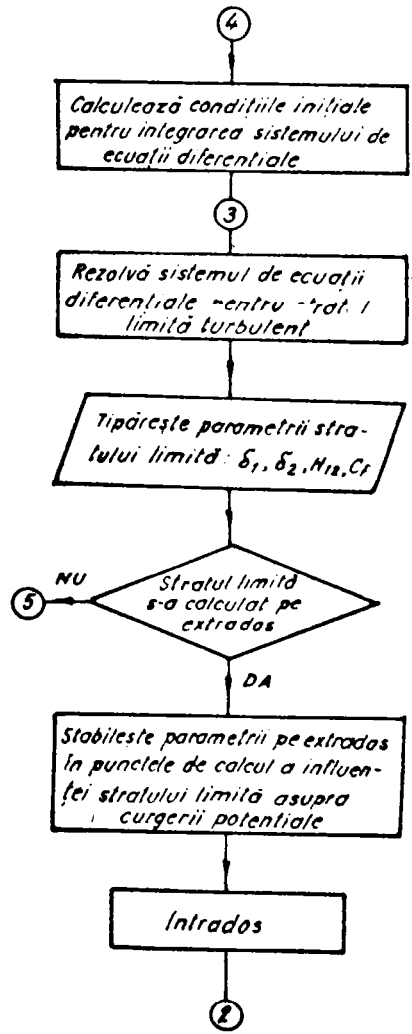 4
Calculează condițiile inițiale
pentru integrarea sistemului de
ecuații diferențiale
3
Rezolvă sistemul de ecuații
diferențiale
limită turbulent
Tipărește parametrii stra-
tului limită: δ₁, δ₂, H₁₂, Cf
NU
5
Stratul limită
s-a calculat pe
extrados
DA
Stabilește parametrii pe extrados
în punctele de calcul a influen-
ței stratului limită asupra
curgerii potențiale
Intrados
2